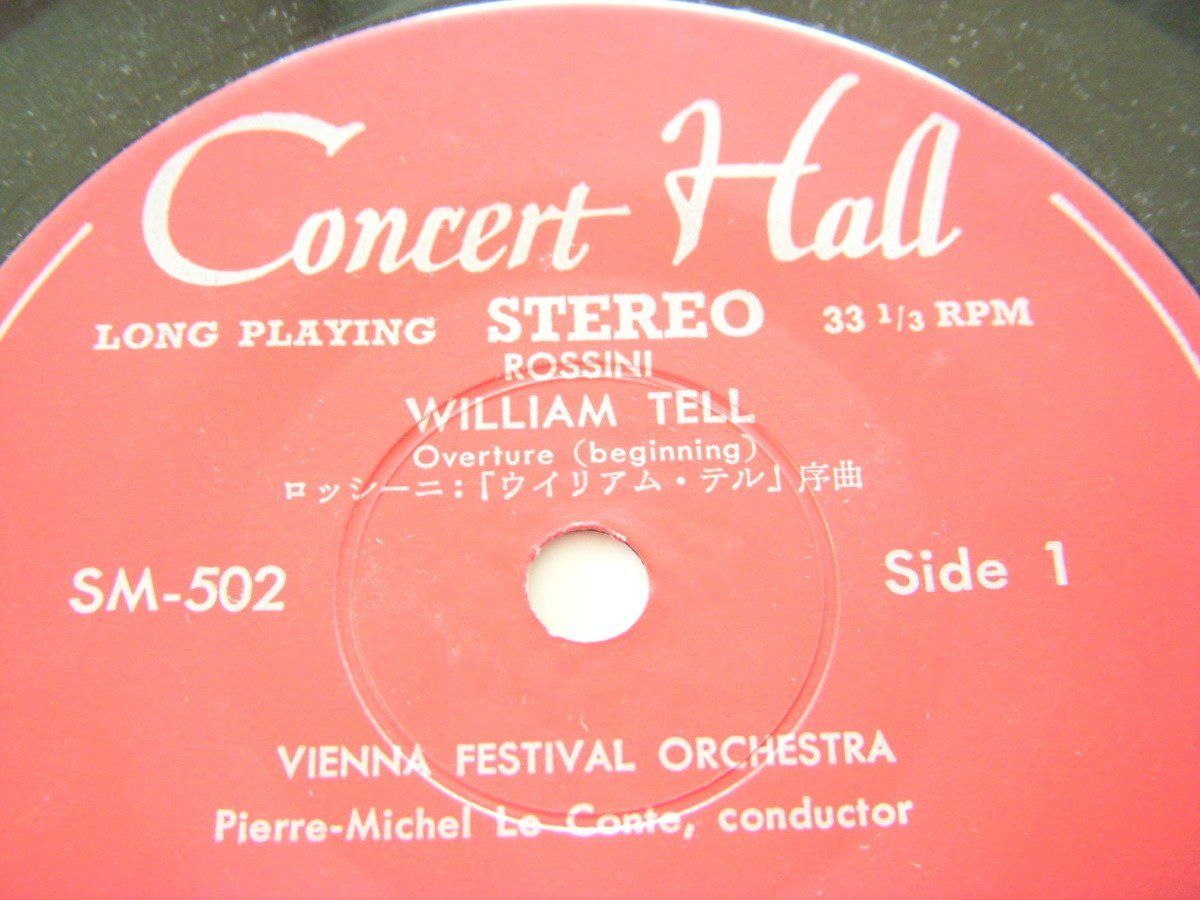 Concert Hall
LONG PLAYING STEREO 33 1/3 RPM
ROSSINI
WILLIAM TELL
Overture (beginning)
ロッシーニ:『ウイリアム・テル』序曲
SM-502 Side 1
VIENNA FESTIVAL ORCHESTRA
Pierre-Michel Le Conte, conductor